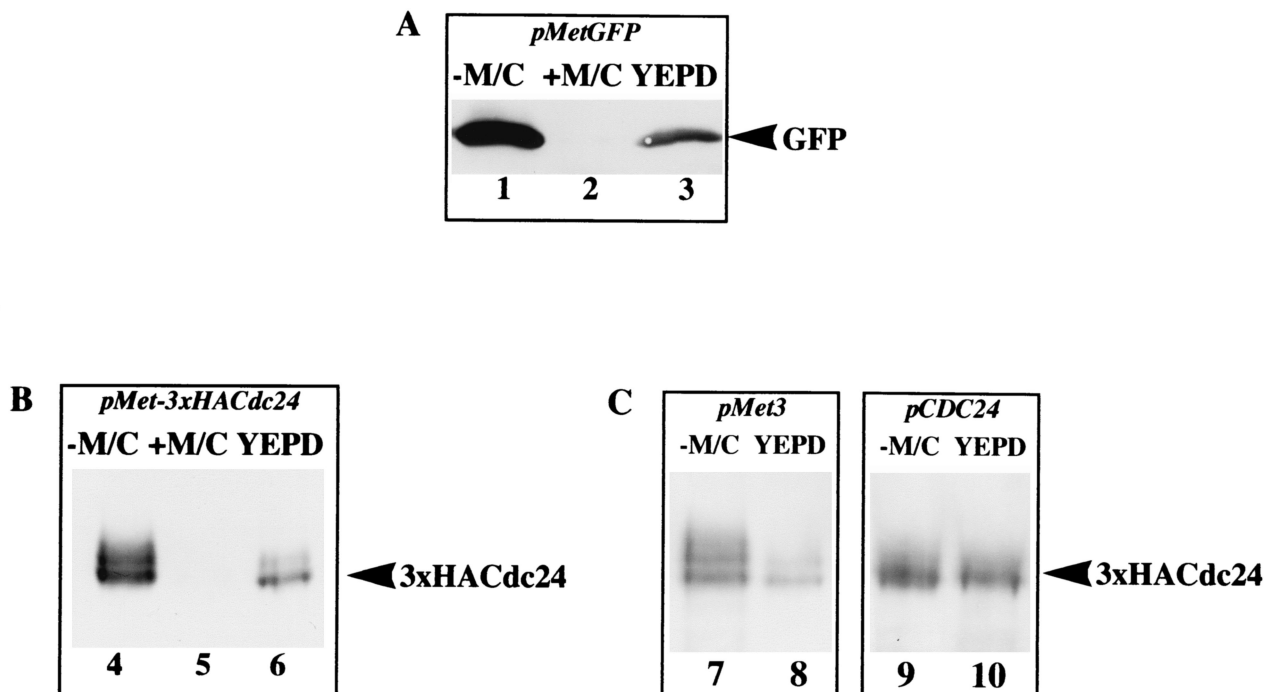 A
pMetGFP
-M/C +M/C YEPD
GFP
1 2 3
B
pMet-3xHACdc24
-M/C +M/C YEPD
3xHACdc24
4 5 6
C
pMet3
-M/C YEPD
7 8
pCDC24
-M/C YEPD
3xHACdc24
9 10